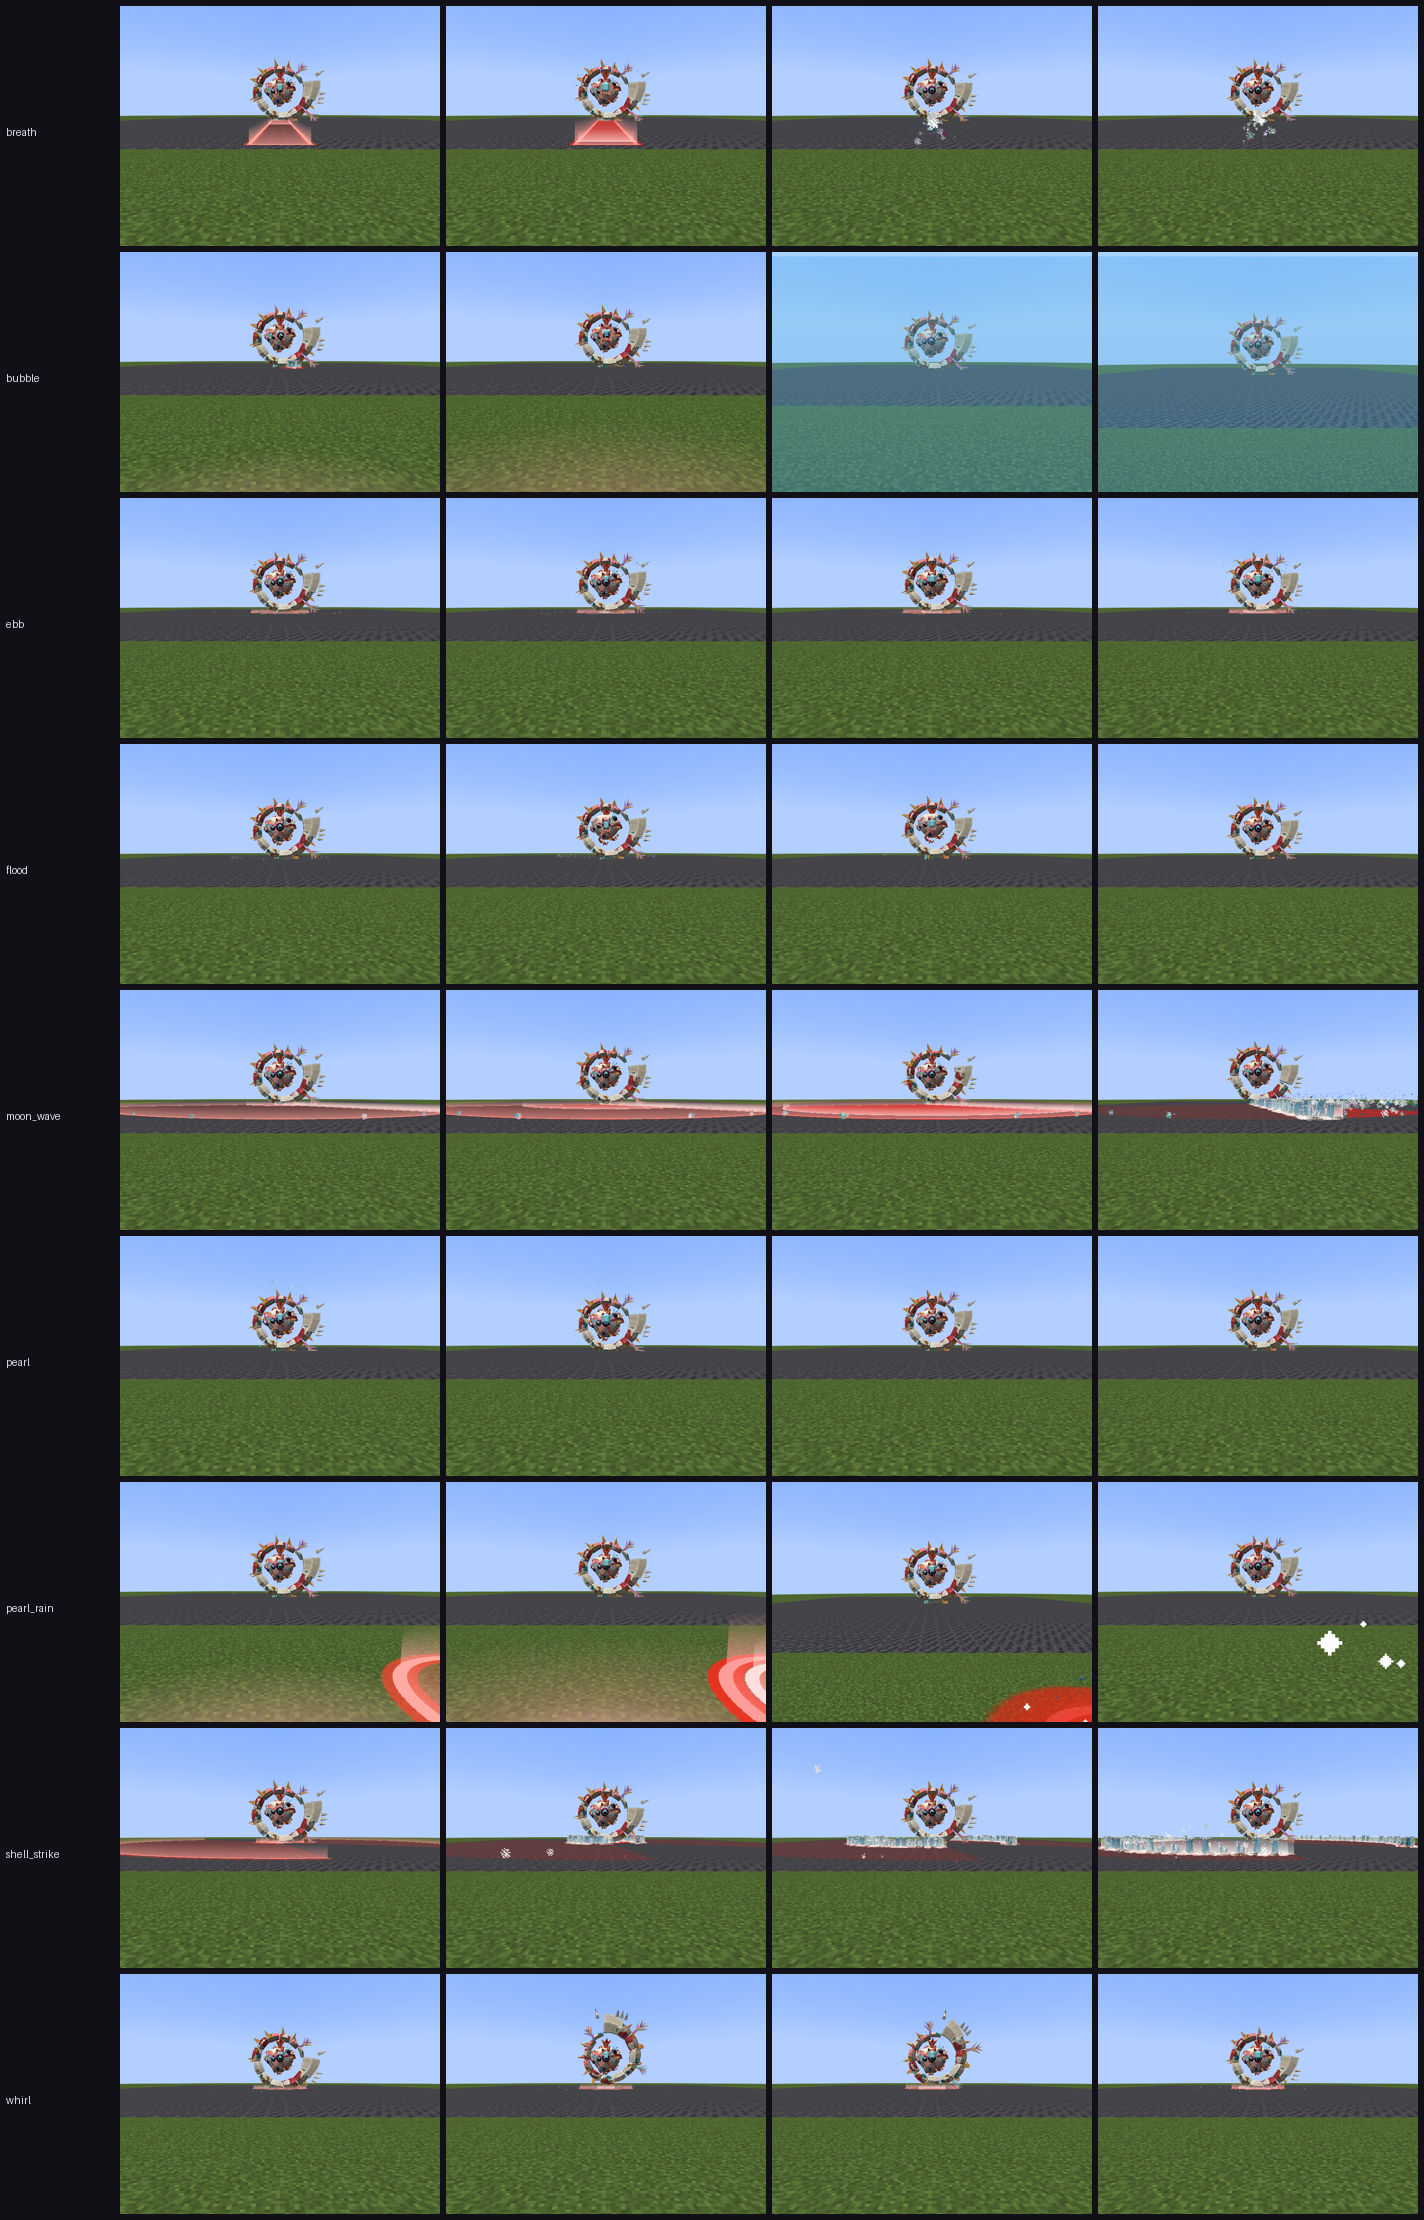 breath
bubble
ebb
flood
moon_wave
pearl
pearl_rain
shell_strike
whirl